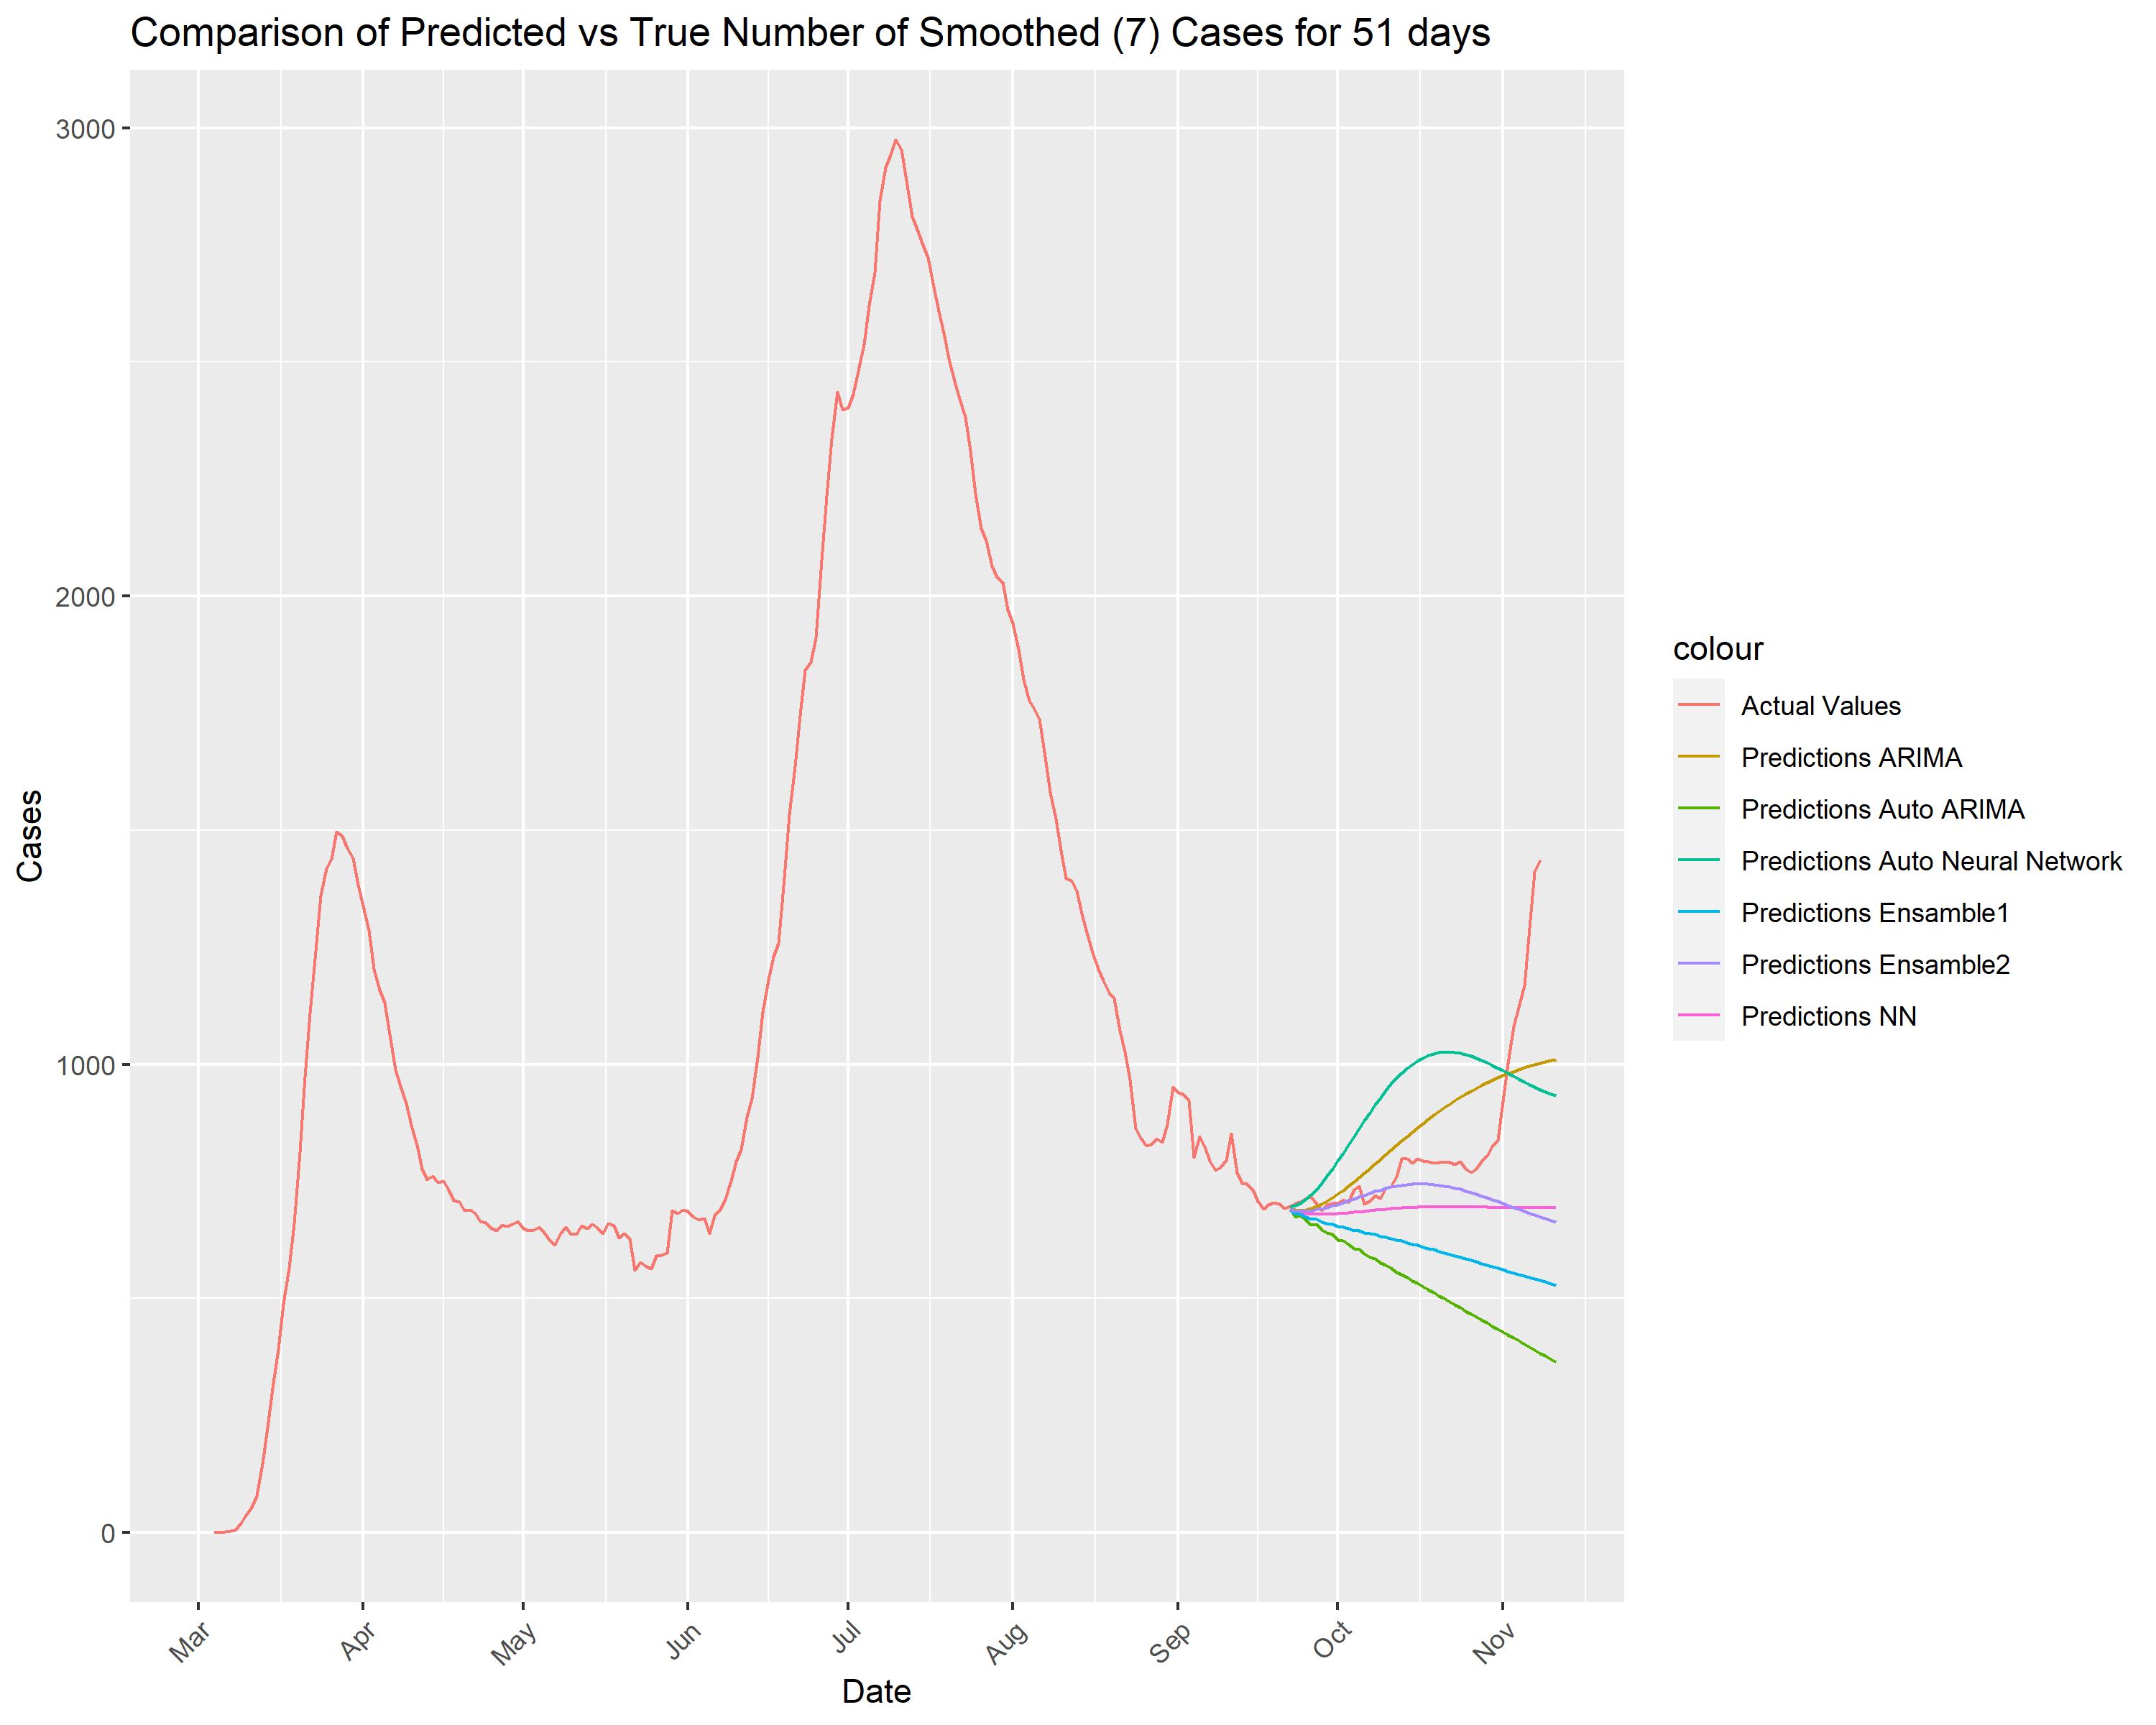 Comparison of Predicted vs True Number of Smoothed (7) Cases for 51 days
3000
2000
1000
0
Cases
Mar
Apr
May
Jun
Jul
Aug
Sep
Oct
Nov
Date
colour
Actual Values
Predictions ARIMA
Predictions Auto ARIMA
Predictions Auto Neural Network
Predictions Ensamble1
Predictions Ensamble2
Predictions NN